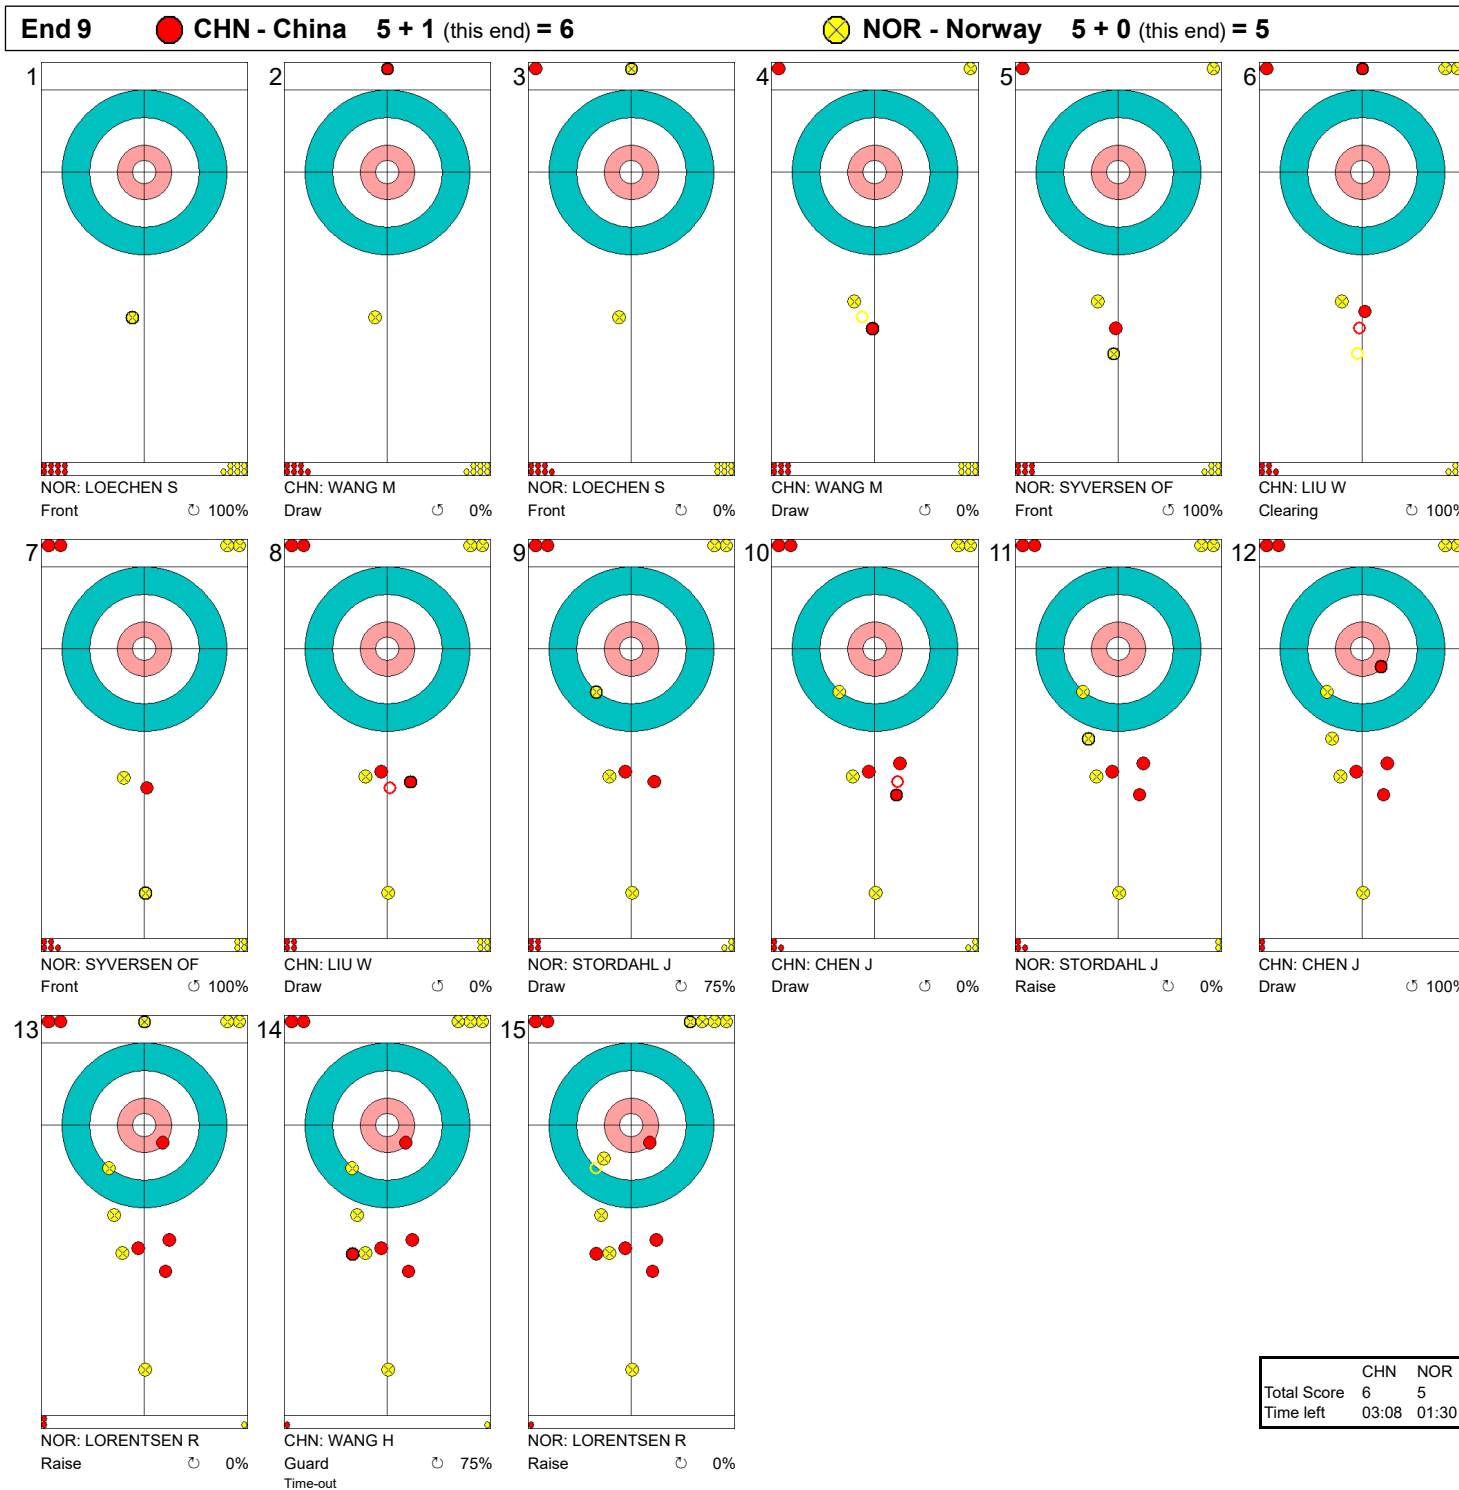 End 9 CHN - China 5 + 1 (this end) = 6 NOR - Norway 5 + 0 (this end) = 5
1 2 3 4 5 6
NOR: LOECHEN S CHN: WANG M NOR: LOECHEN S CHN: WANG M NOR: SYVERSEN OF CHN: LIU W
Front ↻ 100% Draw ↺ 0% Front ↻ 0% Draw ↺ 0% Front ↻ 100% Clearing ↻ 100%
7 8 9 10 11 12
NOR: SYVERSEN OF CHN: LIU W NOR: STORDAHL J CHN: CHEN J NOR: STORDAHL J CHN: CHEN J
Front ↺ 100% Draw ↺ 0% Draw ↻ 75% Draw ↺ 0% Raise ↻ 0% Draw ↻ 100%
13 14 15
NOR: LORENTSEN R CHN: WANG H NOR: LORENTSEN R
Raise ↻ 0% Guard ↻ 75% Raise ↻ 0%
Time-out
CHN NOR
Total Score 6 5
Time left 03:08 01:30